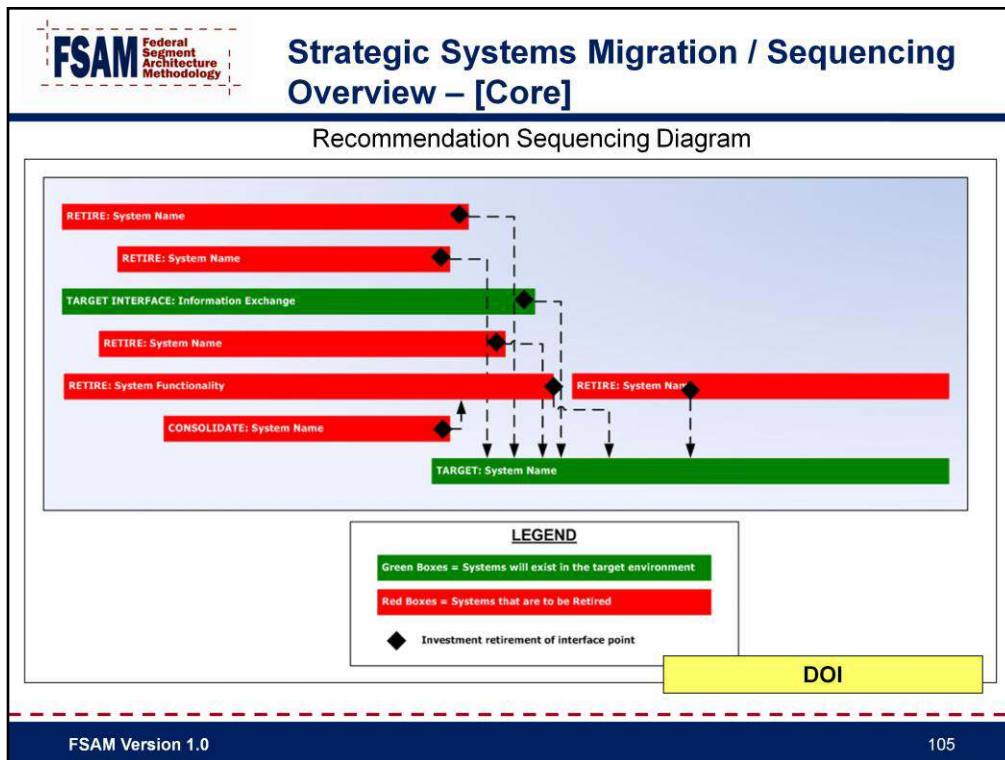 FSAM Federal
Segment
Architecture
Methodology
Strategic Systems Migration / Sequencing
Overview – [Core]
Recommendation Sequencing Diagram
RETIRE: System Name
RETIRE: System Name
TARGET INTERFACE: Information Exchange
RETIRE: System Name
RETIRE: System Functionality
RETIRE: System Name
CONSOLIDATE: System Name
TARGET: System Name
LEGEND
Green Boxes = Systems will exist in the target environment
Red Boxes = Systems that are to be Retired
Investment retirement of interface point
DOI
FSAM Version 1.0
105